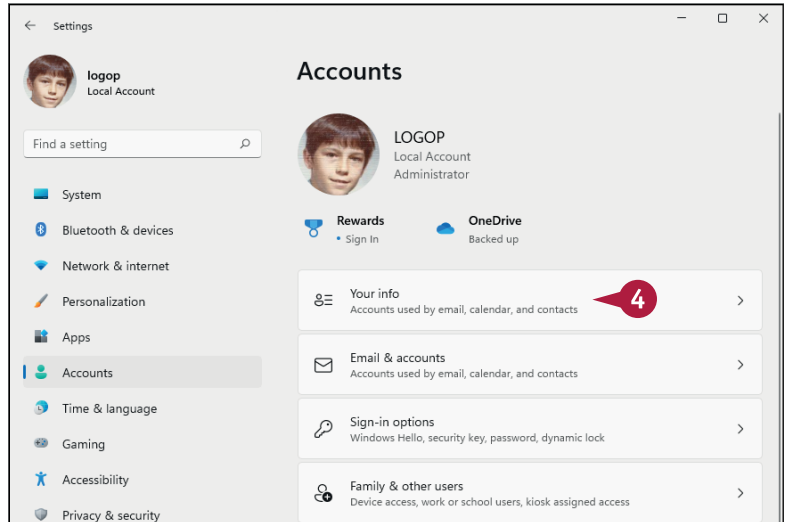 Settings
logop
Local Account
Find a setting
System
Bluetooth & devices
Network & internet
Personalization
Apps
Accounts
Time & language
Gaming
Accessibility
Privacy & security
Accounts
LOGOP
Local Account
Administrator
Rewards
• Sign In
OneDrive
Backed up
Your info
Accounts used by email, calendar, and contacts
4
Email & accounts
Accounts used by email, calendar, and contacts
Sign-in options
Windows Hello, security key, password, dynamic lock
Family & other users
Device access, work or school users, kiosk assigned access